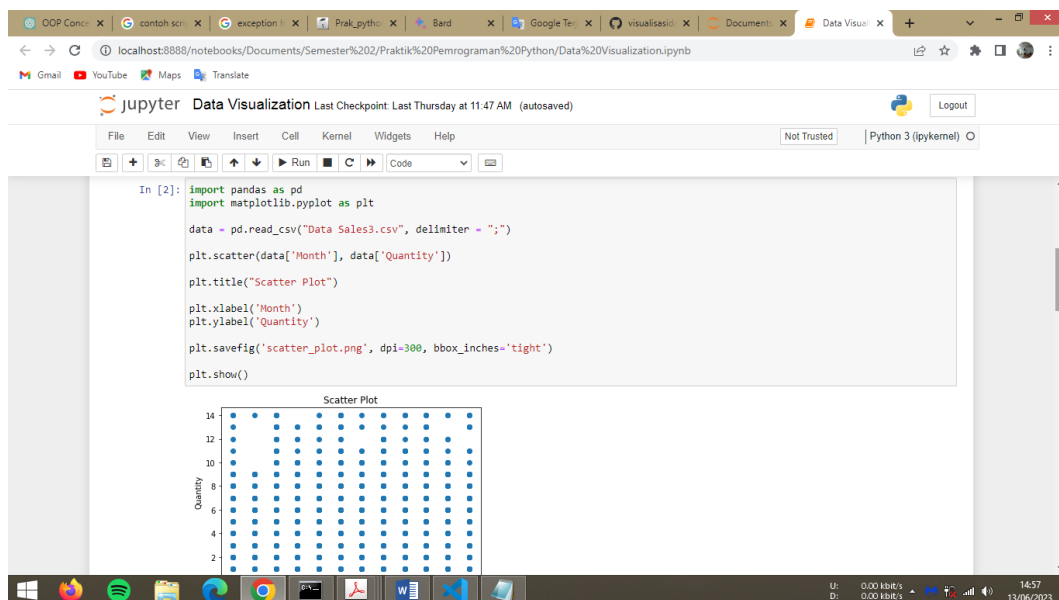 OOP Conce
contoh scri
exception h
Prak_pytho
Bard
Google Ter
visualisasid
Documents
Data Visual
localhost:8888/notebooks/Documents/Semester%202/Praktik%20Pemrograman%20Python/Data%20Visualization.ipynb
Gmail YouTube Maps Translate
jupyter Data Visualization Last Checkpoint: Last Thursday at 11:47 AM (autosaved) Logout
File Edit View Insert Cell Kernel Widgets Help Not Trusted Python 3 (ipykernel)
Run Code
In [2]: import pandas as pd
import matplotlib.pyplot as plt
data = pd.read_csv("Data Sales3.csv", delimiter = ";")
plt.scatter(data['Month'], data['Quantity'])
plt.title("Scatter Plot")
plt.xlabel('Month')
plt.ylabel('Quantity')
plt.savefig('scatter_plot.png', dpi=300, bbox_inches='tight')
plt.show()
Scatter Plot
14
12
10
8
6
4
2
Quantity
U: 0.00 kbit/s
D: 0.00 kbit/s
14:57
13/06/2023